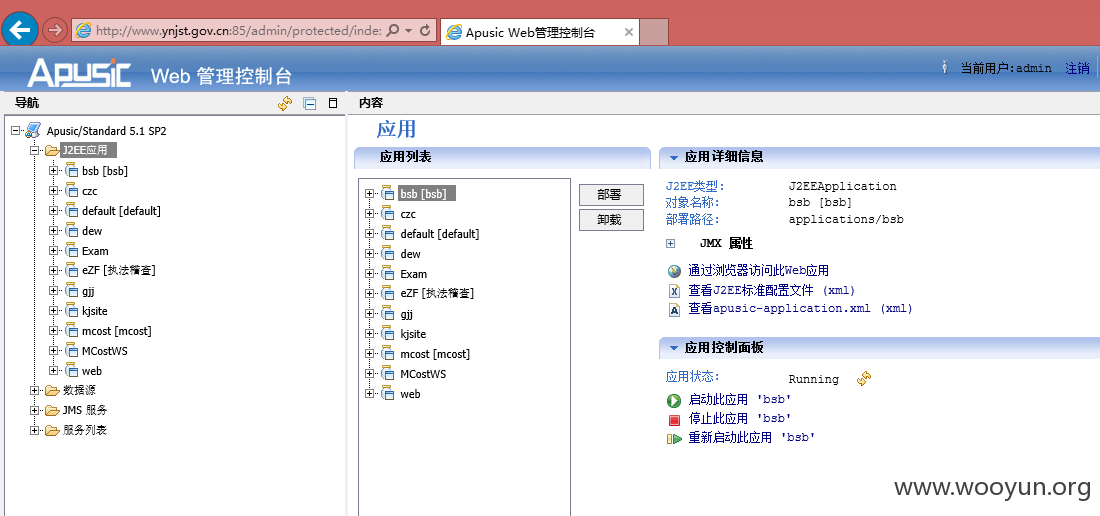 http://www.ynjst.gov.cn:85/admin/protected/inde:
Apusic Web管理控制台
Apusic Web 管理控制台
当前用户:admin 注销
导航
内容
Apusic/Standard 5.1 SP2
J2EE应用
bsb [bsb]
czc
default [default]
dew
Exam
eZF [执法稽查]
gjj
kjsite
mcost [mcost]
MCostWS
web
数据源
JMS 服务
服务列表
应用
应用列表
bsb [bsb]
czc
default [default]
dew
Exam
eZF [执法稽查]
gjj
kjsite
mcost [mcost]
MCostWS
web
部署
卸载
应用详细信息
J2EE类型: J2EEApplication
对象名称: bsb [bsb]
部署路径: applications/bsb
JMX 属性
通过浏览器访问此Web应用
查看J2EE标准配置文件 (xml)
查看apusic-application.xml (xml)
应用控制面板
应用状态: Running
启动此应用 'bsb'
停止此应用 'bsb'
重新启动此应用 'bsb'
www.wooyun.org